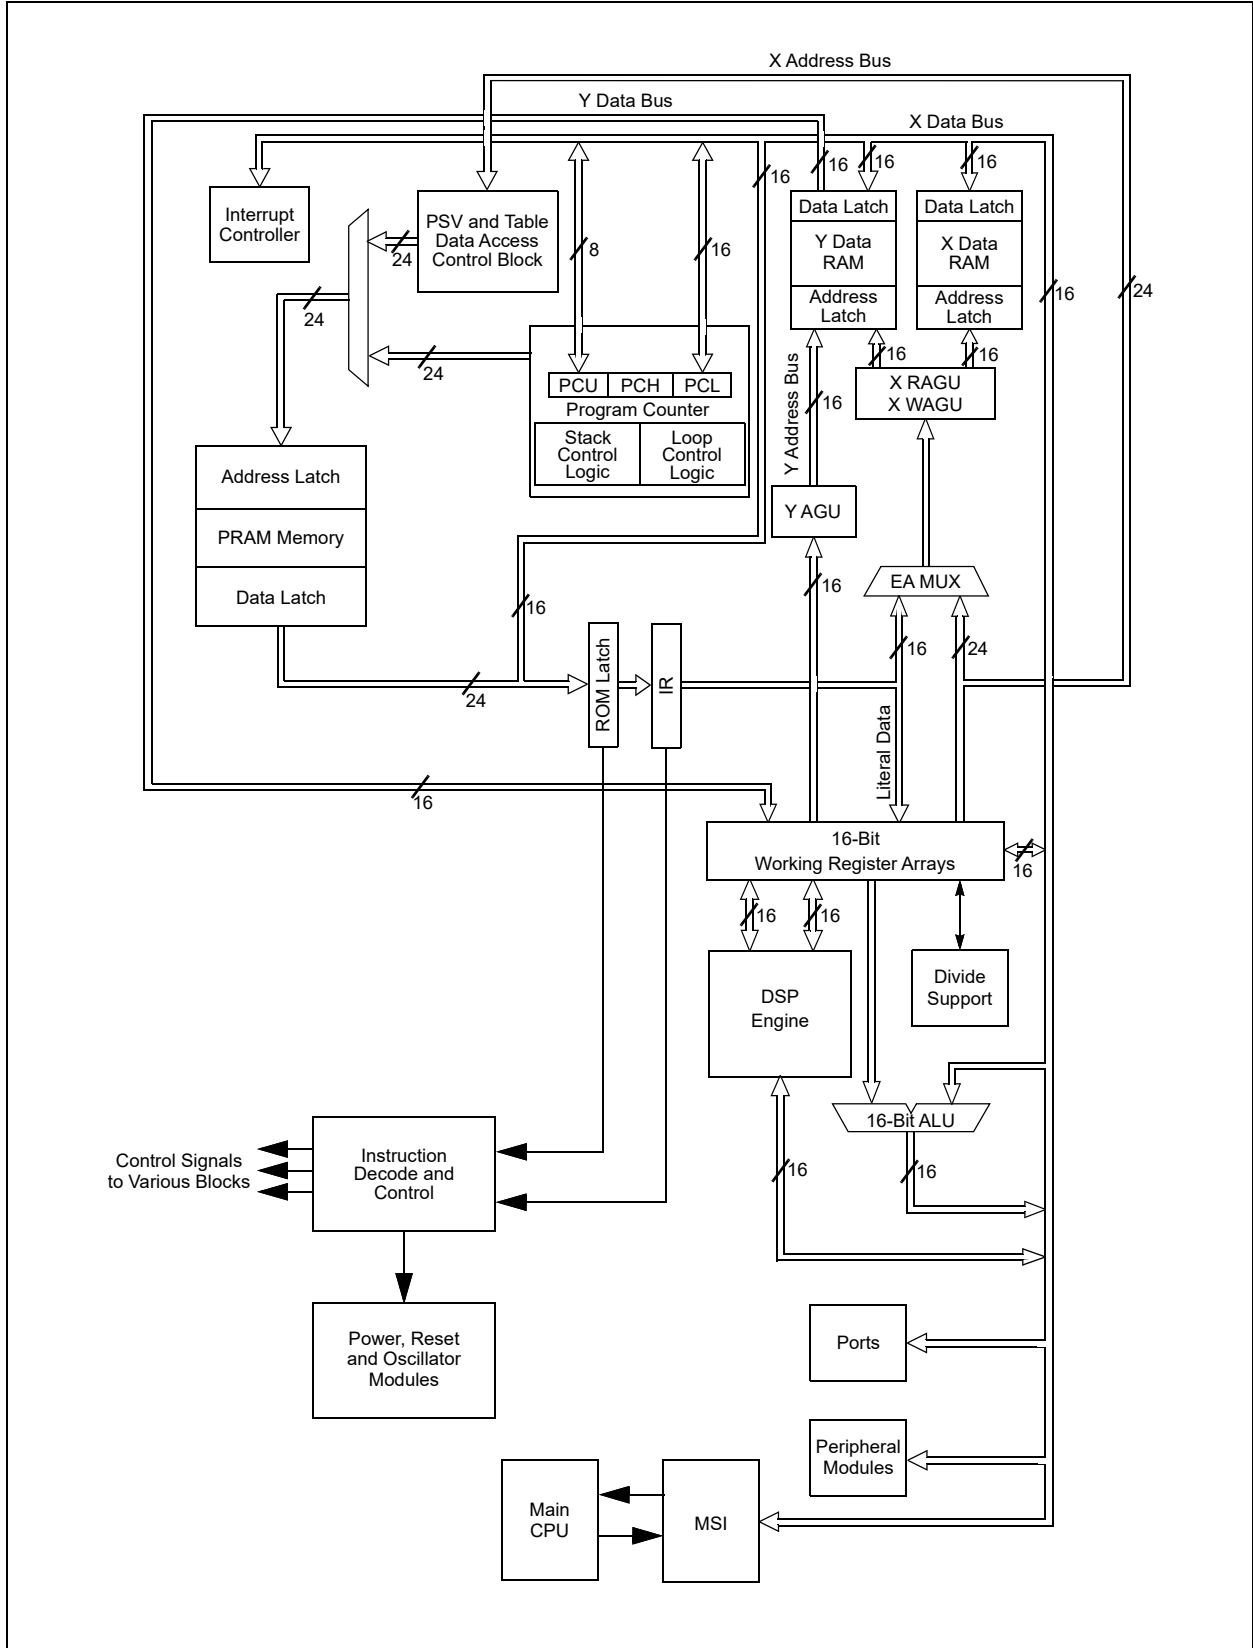 X Address Bus
Y Data Bus
X Data Bus
16
16
16
16
Interrupt
Controller
PSV and Table
Data Access
Control Block
24
8
16
Data Latch
Y Data
RAM
Address
Latch
Data Latch
X Data
RAM
Address
Latch
16
24
24
24
16
16
PCU
PCH
PCL
Program Counter
Stack
Control
Logic
Loop
Control
Logic
Y Address Bus
16
X RAGU
X WAGU
Address Latch
PRAM Memory
Data Latch
Y AGU
16
EA MUX
16
16
24
24
ROM Latch
IR
Literal Data
16
16-Bit
Working Register Arrays
16
16
16
DSP
Engine
Divide
Support
16-Bit ALU
16
16
Control Signals
to Various Blocks
Instruction
Decode and
Control
Power, Reset
and Oscillator
Modules
Ports
Peripheral
Modules
Main
CPU
MSI